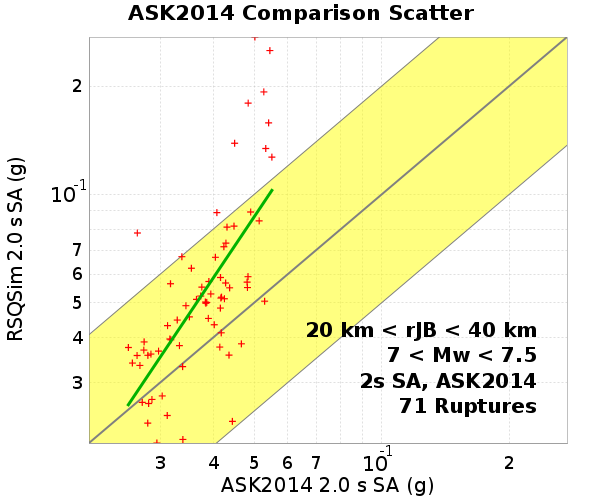 ASK2014 Comparison Scatter
RSQSim 2.0 s SA (g)
2
10⁻¹
7
6
5
4
3
20 km < rJB < 40 km
7 < Mw < 7.5
2s SA, ASK2014
71 Ruptures
3 4 5 6 7 10⁻¹ 2
ASK2014 2.0 s SA (g)